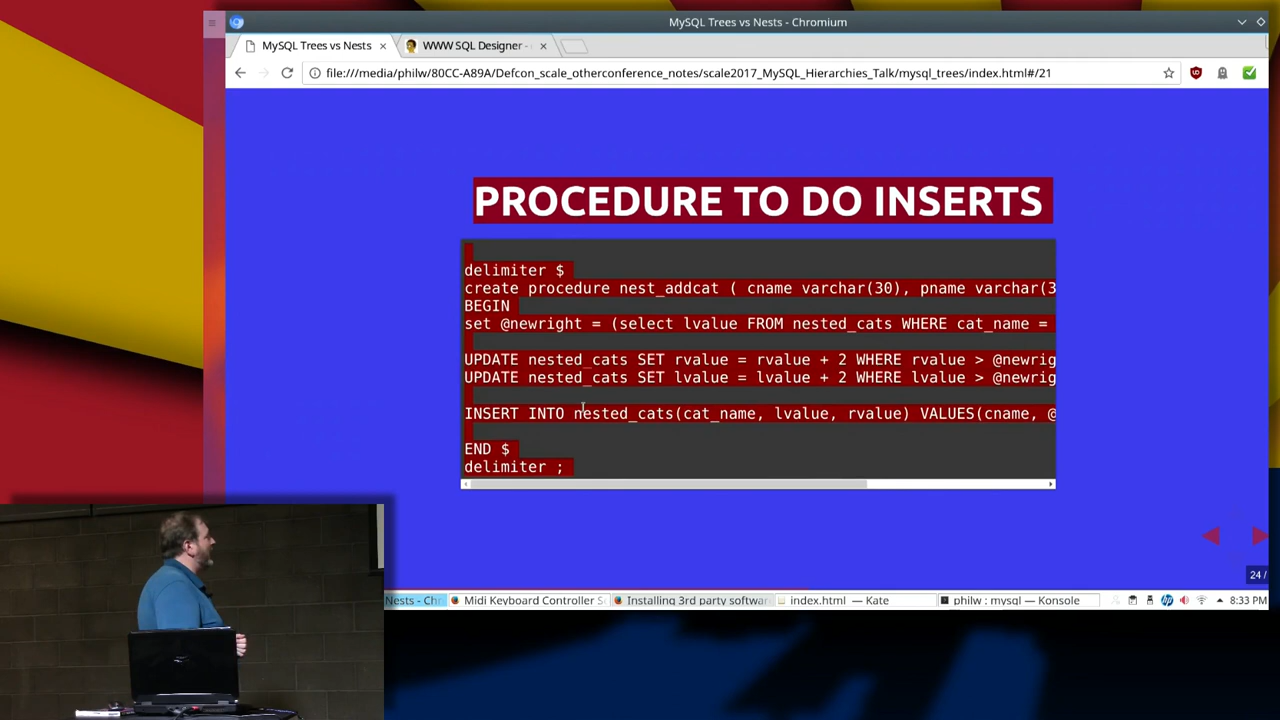 MySQL Trees vs Nests - Chromium
MySQL Trees vs Nests
WWW SQL Designer -
file:///media/philw/80CC-A89A/Defcon_scale_otherconference_notes/scale2017_MySQL_Hierarchies_Talk/mysql_trees/index.html#/21
PROCEDURE TO DO INSERTS
delimiter $
create procedure nest_addcat ( cname varchar(30), pname varchar(3
BEGIN
set @newright = (select lvalue FROM nested_cats WHERE cat_name =
UPDATE nested_cats SET rvalue = rvalue + 2 WHERE rvalue > @newrig
UPDATE nested_cats SET lvalue = lvalue + 2 WHERE lvalue > @newrig
INSERT INTO nested_cats(cat_name, lvalue, rvalue) VALUES(cname, @
END $
delimiter ;
24 /
Nests - Chr
Midi Keyboard Controller S
Installing 3rd party softwar
index.html — Kate
philw : mysql — Konsole
8:33 PM